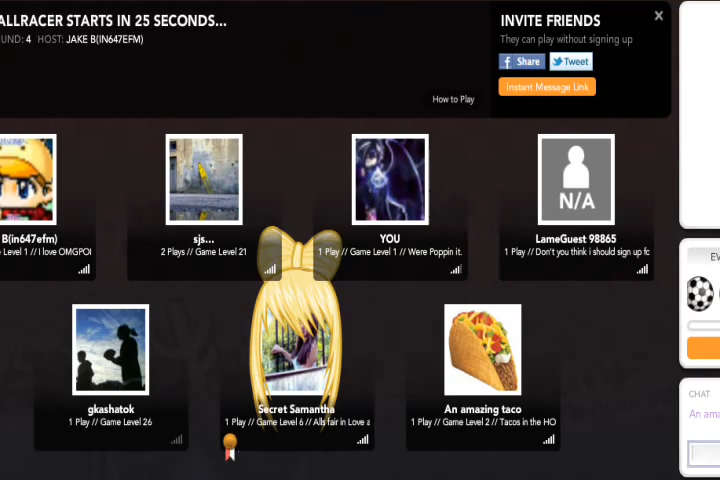 ALLRACER STARTS IN 25 SECONDS...
UND: 4 HOST: JAKE B(IN647EFM)
INVITE FRIENDS
They can play without signing up
f Share
Tweet
Instant Message Link
How to Play
B(in647efm)
e Level 1 // I love OMGPOI
sjs...
2 Plays // Game Level 21
YOU
1 Play // Game Level 1 // Were Poppin it.
N/A
LameGuest 98865
1 Play // Don't you think i should sign up fo
gkashatok
1 Play // Game Level 26
Secret Samantha
1 Play // Game Level 6 // Alls fair in Love a
An amazing taco
1 Play // Game Level 2 // Tacos in the HO
EV
CHAT
An ama